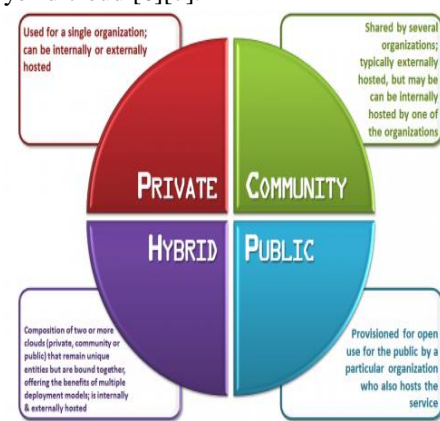 Used for a single organization;
can be internally or externally
hosted
Shared by several
organizations;
typically externally
hosted, but may be
can be internally
hosted by one of
the organizations
PRIVATE
COMMUNITY
HYBRID
PUBLIC
Composition of two or more
clouds (private, community or
public) that remain unique
entities but are bound together,
offering the benefits of multiple
deployment models; is internally
& externally hosted
Provisioned for open
use for the public by a
particular organization
who also hosts the
service